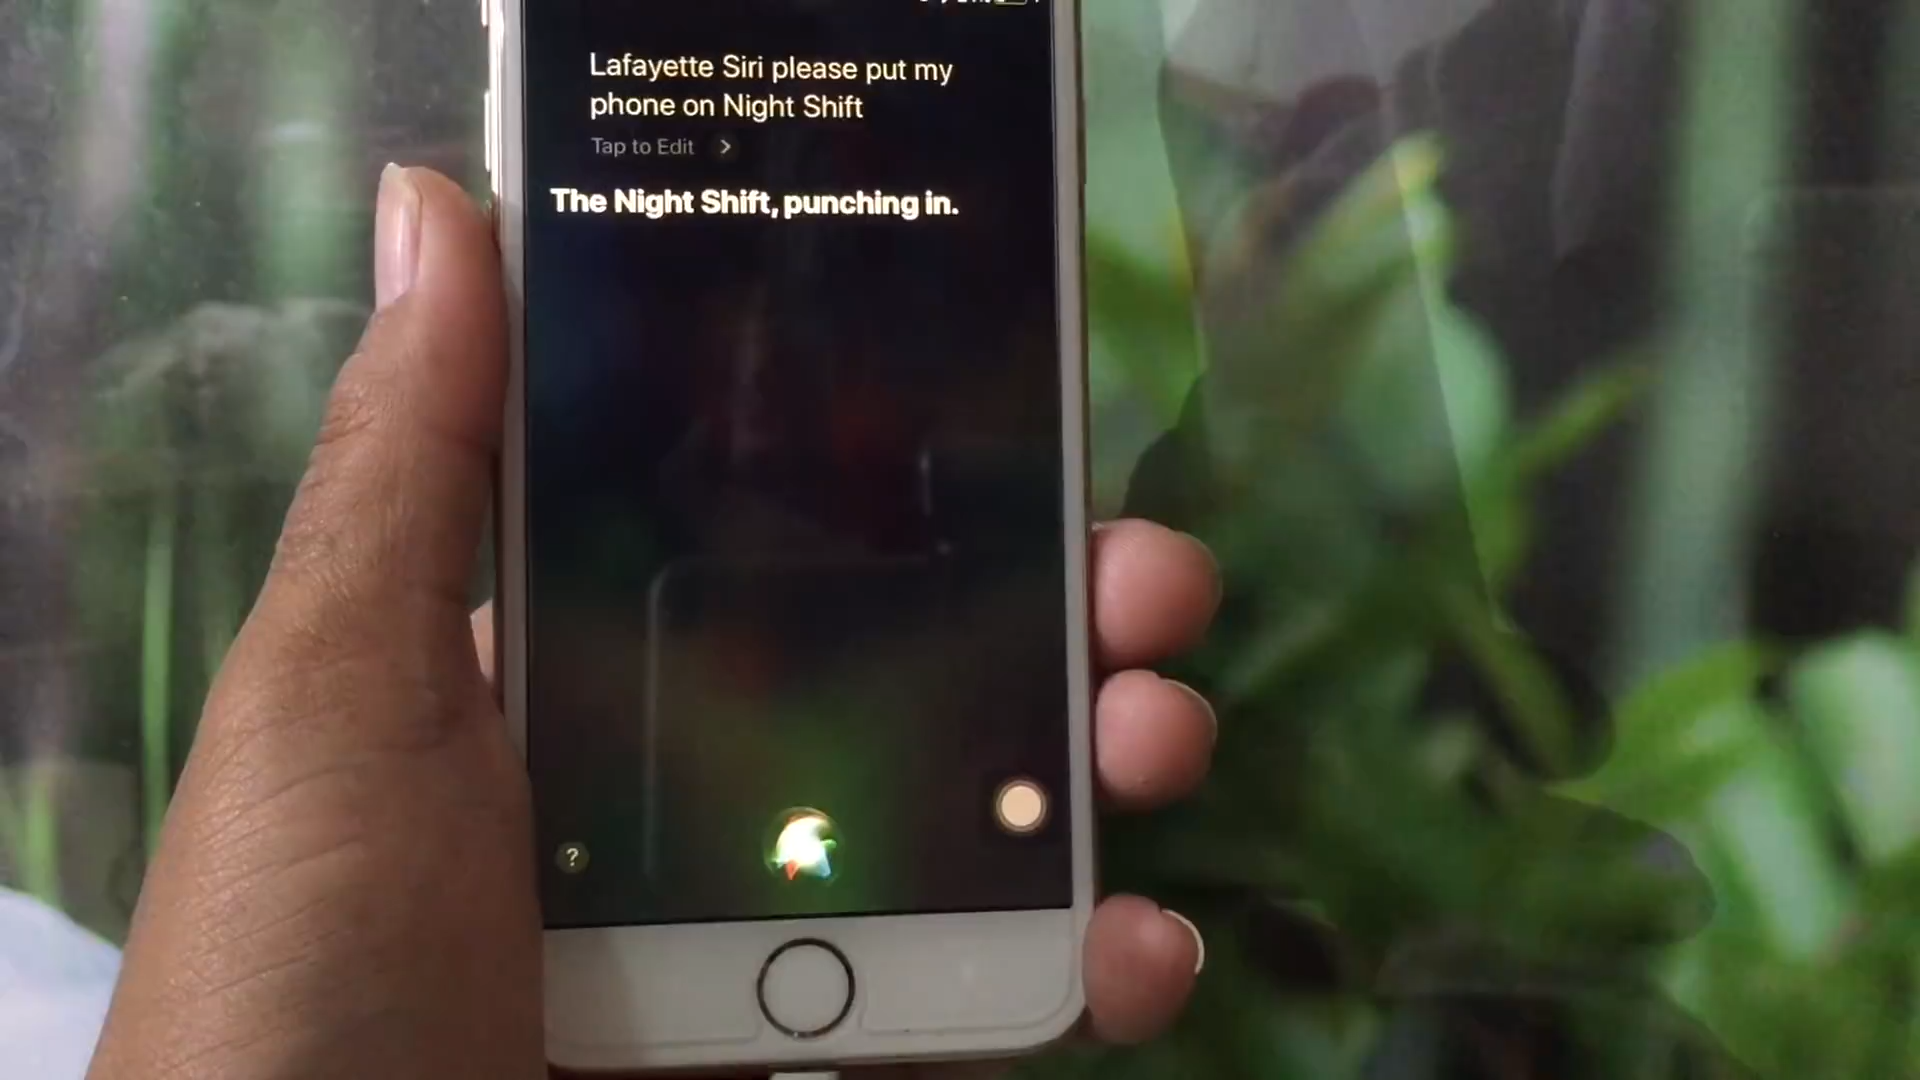 Lafayette Siri please put my
phone on Night Shift
Tap to Edit >
The Night Shift, punching in.
?